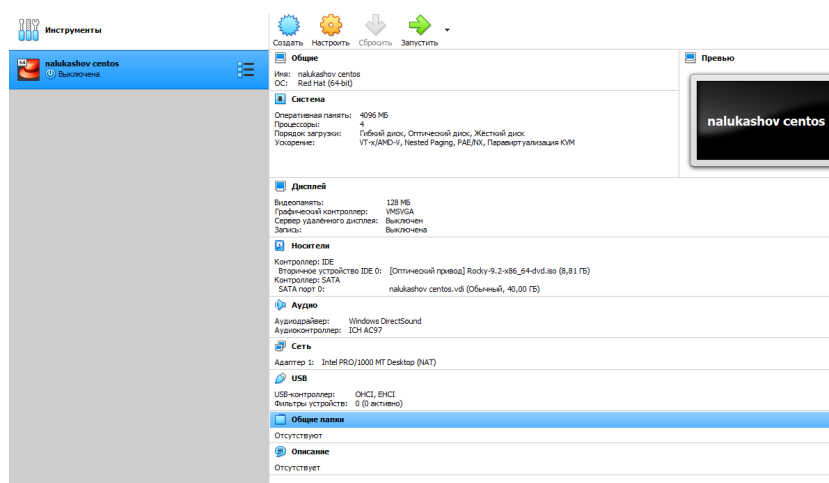 Инструменты
Создать Настроить Сбросить Запустить
64
nalukashov centos
Выключена
Общие
Имя: nalukashov centos
ОС: Red Hat (64-bit)
Превью
nalukashov centos
Система
Оперативная память: 4096 МБ
Процессоры: 4
Порядок загрузки: Гибкий диск, Оптический диск, Жёсткий диск
Ускорение: VT-x/AMD-V, Nested Paging, PAE/NX, Паравиртуализация KVM
Дисплей
Видеопамять: 128 МБ
Графический контроллер: VMSVGA
Сервер удалённого дисплея: Выключен
Запись: Выключена
Носители
Контроллер: IDE
Вторичное устройство IDE 0: [Оптический привод] Rocky-9.2-x86_64-dvd.iso (8,81 ГБ)
Контроллер: SATA
SATA порт 0: nalukashov centos.vdi (Обычный, 40,00 ГБ)
Аудио
Аудиодрайвер: Windows DirectSound
Аудиоконтроллер: ICH AC97
Сеть
Адаптер 1: Intel PRO/1000 MT Desktop (NAT)
USB
USB-контроллер: OHCI, EHCI
Фильтры устройств: 0 (0 активно)
Общие папки
Отсутствуют
Описание
Отсутствует